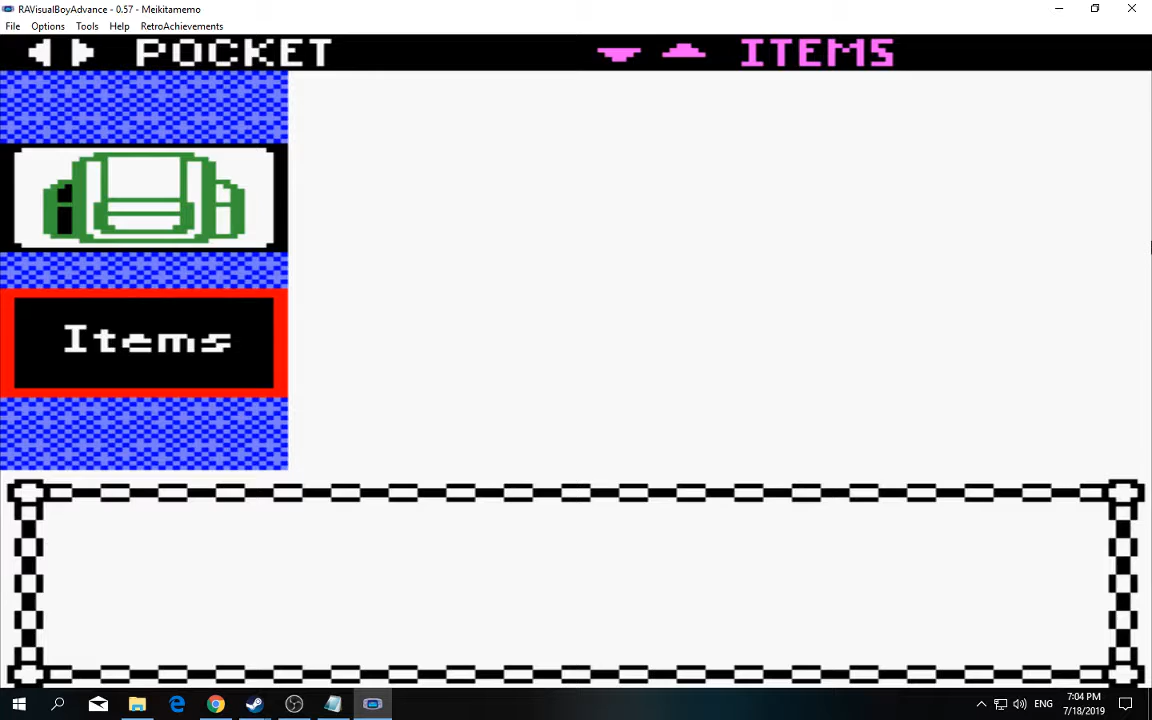 RAVisualBoyAdvance - 0.57 - Meikitamemo
File Options Tools Help RetroAchievements
POCKET ITEMS
Items
ENG
7:04 PM
7/18/2019